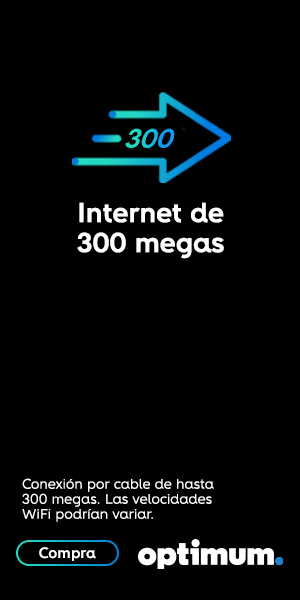 300
Internet de
300 megas
Conexión por cable de hasta
300 megas. Las velocidades
WiFi podrían variar.
Compra
optimum.